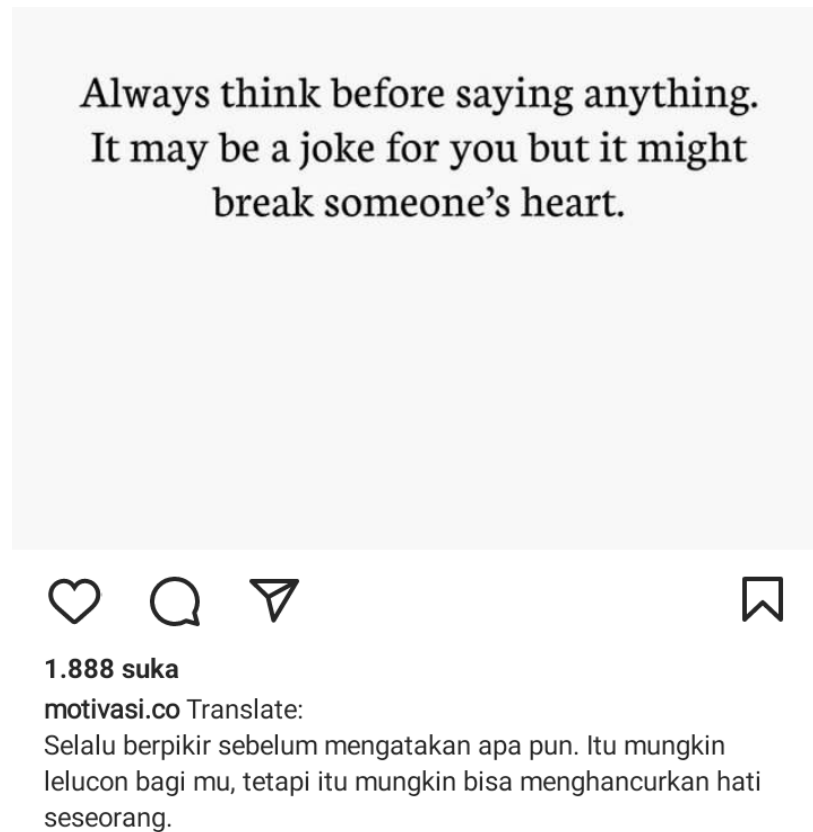 Always think before saying anything.
It may be a joke for you but it might
break someone’s heart.
1.888 suka
motivasi.co Translate:
Selalu berpikir sebelum mengatakan apa pun. Itu mungkin
lelucon bagi mu, tetapi itu mungkin bisa menghancurkan hati
seseorang.